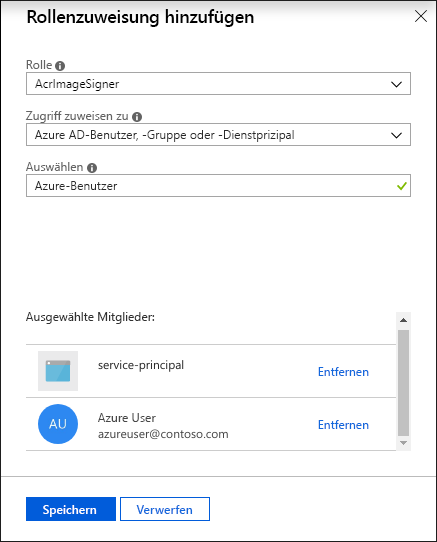 Rollenzuweisung hinzufügen
Rolle
AcrImageSigner
Zugriff zuweisen zu
Azure AD-Benutzer, -Gruppe oder -Dienstprizipal
Auswählen
Azure-Benutzer
Ausgewählte Mitglieder:
service-principal
Entfernen
AU
Azure User
azureuser@contoso.com
Entfernen
Speichern
Verwerfen